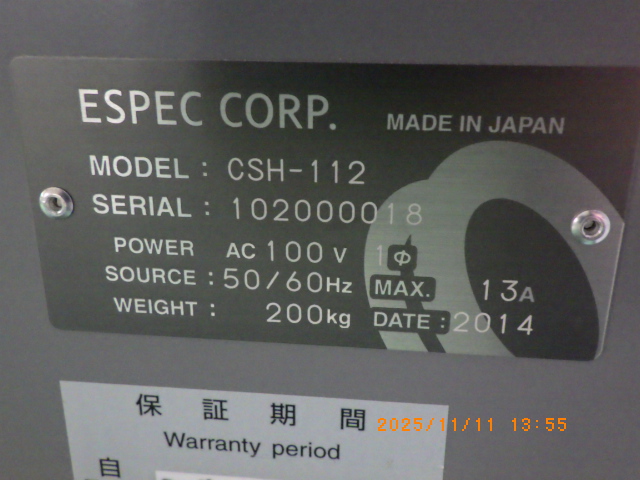 ESPEC CORP. MADE IN JAPAN
MODEL : CSH-112
SERIAL : 102000018
POWER AC 100 V 1ϕ
SOURCE : 50/60Hz MAX. 13A
WEIGHT : 200kg DATE : 2014
保証期間
2025/11/11 13:55
Warranty period
自